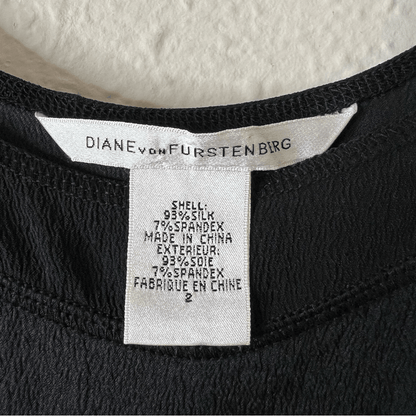 DIANE VON FURSTENBERG
SHELL:
93%SILK
7%SPANDEX
MADE IN CHINA
EXTERIEUR:
93%SOIE
7%SPANDEX
FABRIQUE EN CHINE
2